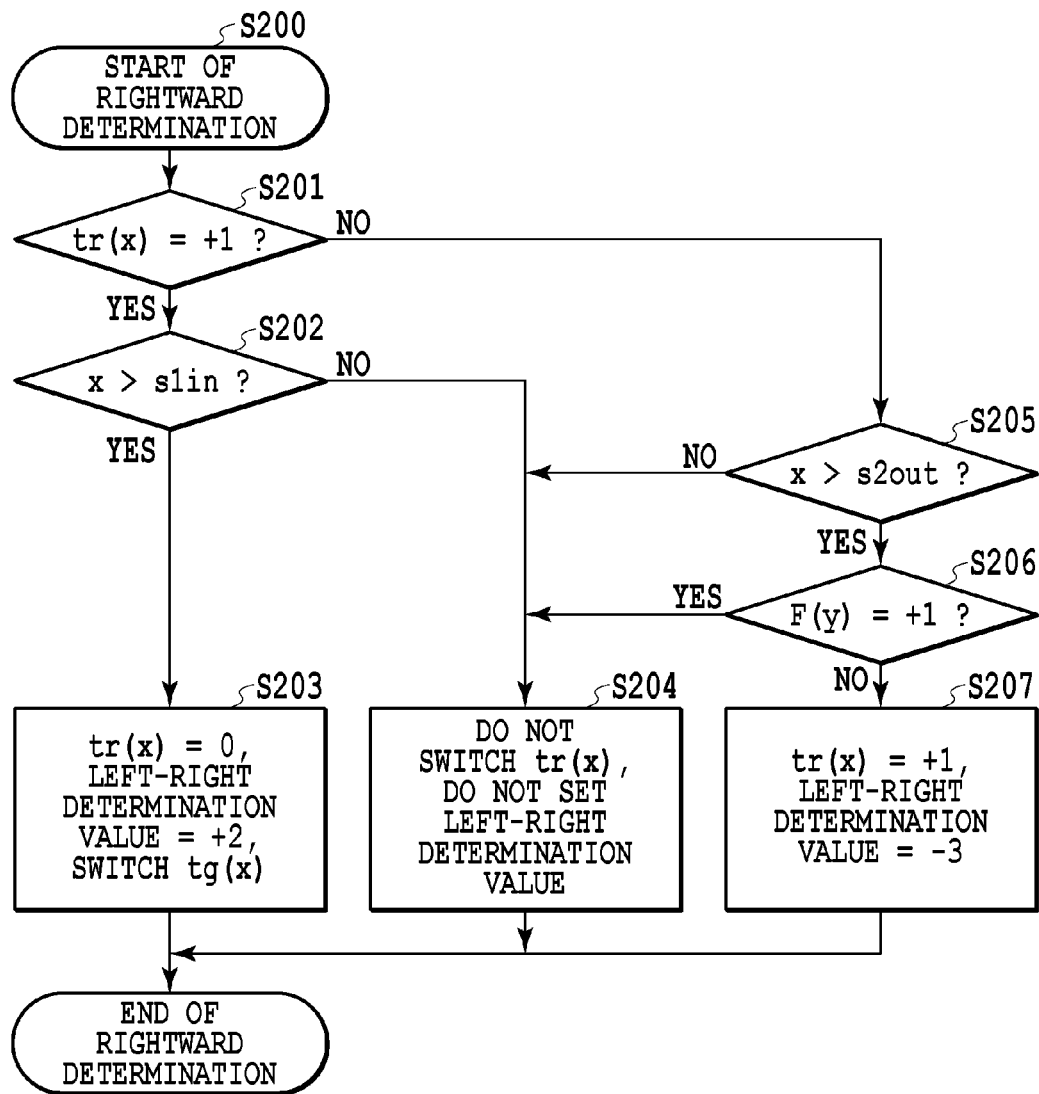 S200
START OF
RIGHTWARD
DETERMINATION
S201
tr(x) = +1 ?
NO
YES
S202
x > s1in ?
NO
YES
S205
x > s2out ?
NO
YES
S206
F(y) = +1 ?
YES
NO
S203
tr(x) = 0,
LEFT-RIGHT
DETERMINATION
VALUE = +2,
SWITCH tg(x)
S204
DO NOT
SWITCH tr(x),
DO NOT SET
LEFT-RIGHT
DETERMINATION
VALUE
S207
tr(x) = +1,
LEFT-RIGHT
DETERMINATION
VALUE = -3
END OF
RIGHTWARD
DETERMINATION